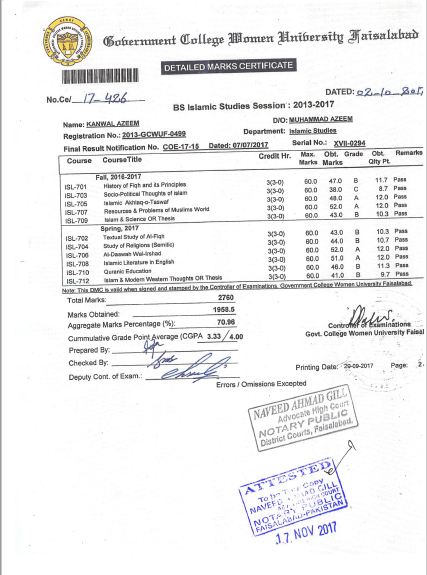 Government College Women University Faisalabad
DETAILED MARKS CERTIFICATE
No.Ce/ 17-426
DATED: 02-10-
BS Islamic Studies Session : 2013-2017
Name: KANWAL AZEEM D/O: MUHAMMAD AZEEM
Registration No.: 2013-GCWUF-0499 Department: Islamic Studies
Final Result Notification No. COE-17-15 Dated: 07/07/2017 Serial No.: XVII-0294
Course CourseTitle Credit Hr. Max. Marks Obt. Marks Grade Obt. Qlty Pt. Remarks
Fall, 2016-2017
ISL-701 History of Fiqh and its Principles 3(3-0) 60.0 47.0 B 11.7 Pass
ISL-703 Socio-Political Thoughts of islam 3(3-0) 60.0 38.0 C 8.7 Pass
ISL-705 Islamic Akhlaq-o-Taswaf 3(3-0) 60.0 48.0 A 12.0 Pass
ISL-707 Resources & Problems of Muslims World 3(3-0) 60.0 52.0 A 12.0 Pass
ISL-709 Islam & Science OR Thesis 3(3-0) 60.0 43.0 B 10.3 Pass
Spring, 2017
ISL-702 Textual Study of Al-Fiqh 3(3-0) 60.0 43.0 B 10.3 Pass
ISL-704 Study of Religions (Semitic) 3(3-0) 60.0 44.0 B 10.7 Pass
ISL-706 Al-Daawah Wal-Irshad 3(3-0) 60.0 52.0 A 12.0 Pass
ISL-708 Islamic Literature in English 3(3-0) 60.0 51.0 A 12.0 Pass
ISL-710 Quranic Education 3(3-0) 60.0 46.0 B 11.3 Pass
ISL-712 Islam & Modern Western Thoughts OR Thesis 3(3-0) 60.0 41.0 B 9.7 Pass
Note: This DMC is valid when signed and stamped by the Controller of Examinations, Government College Women University Faisalabad.
Total Marks: 2760
Marks Obtained: 1958.5
Aggregate Marks Percentage (%): 70.96
Cummulative Grade Point Average (CGPA 3.33 / 4.00
Controller of Examinations
Govt. College Women University Faisal
Prepared By:
Checked By:
Printing Date: 29-09-2017 Page: 2.
Deputy Cont. of Exam.:
Errors / Omissions Excepted
NAVEED AHMAD GILL
Advocate High Court
NOTARY PUBLIC
District Courts, Faisalabad.
ATTESTED
To be True Copy
NAVEED AHMAD GILL
NOTARY PUBLIC
FAISALABAD-PAKISTAN
17 NOV 2017